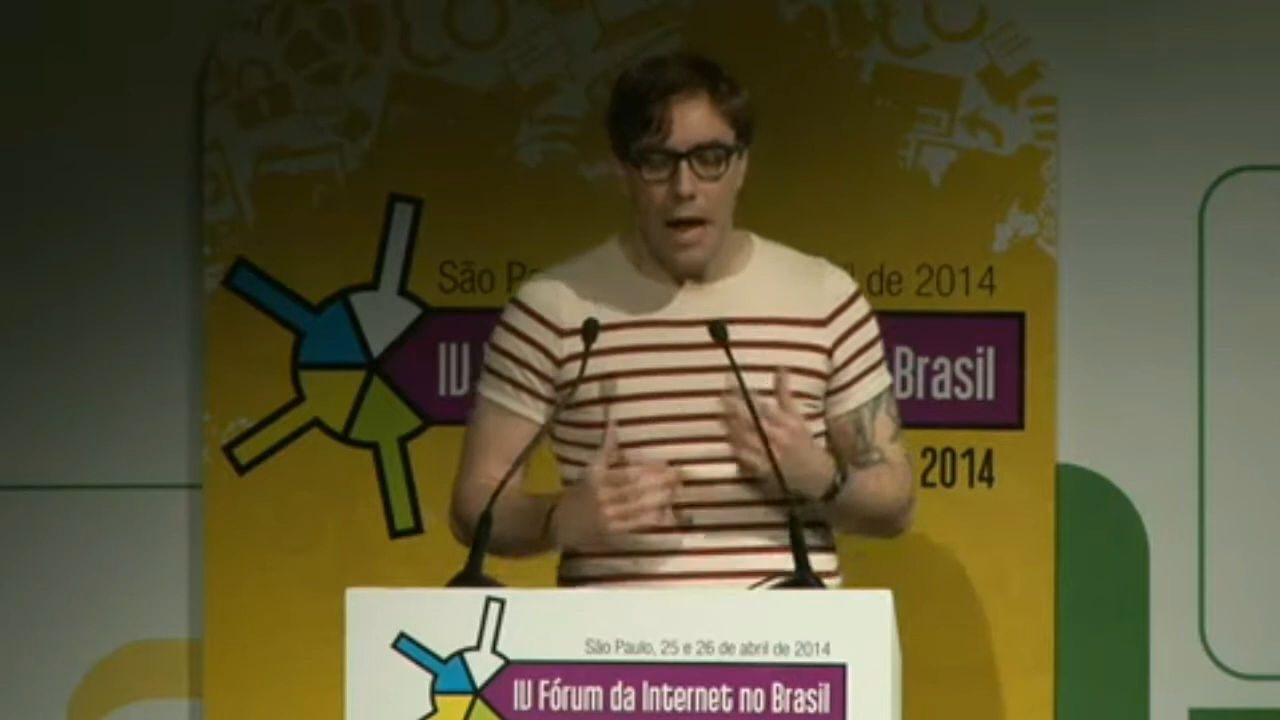 São P
l de 2014
IV
Brasil
2014
São Paulo, 25 e 26 de abril de 2014
IV Fórum da Internet no Brasil